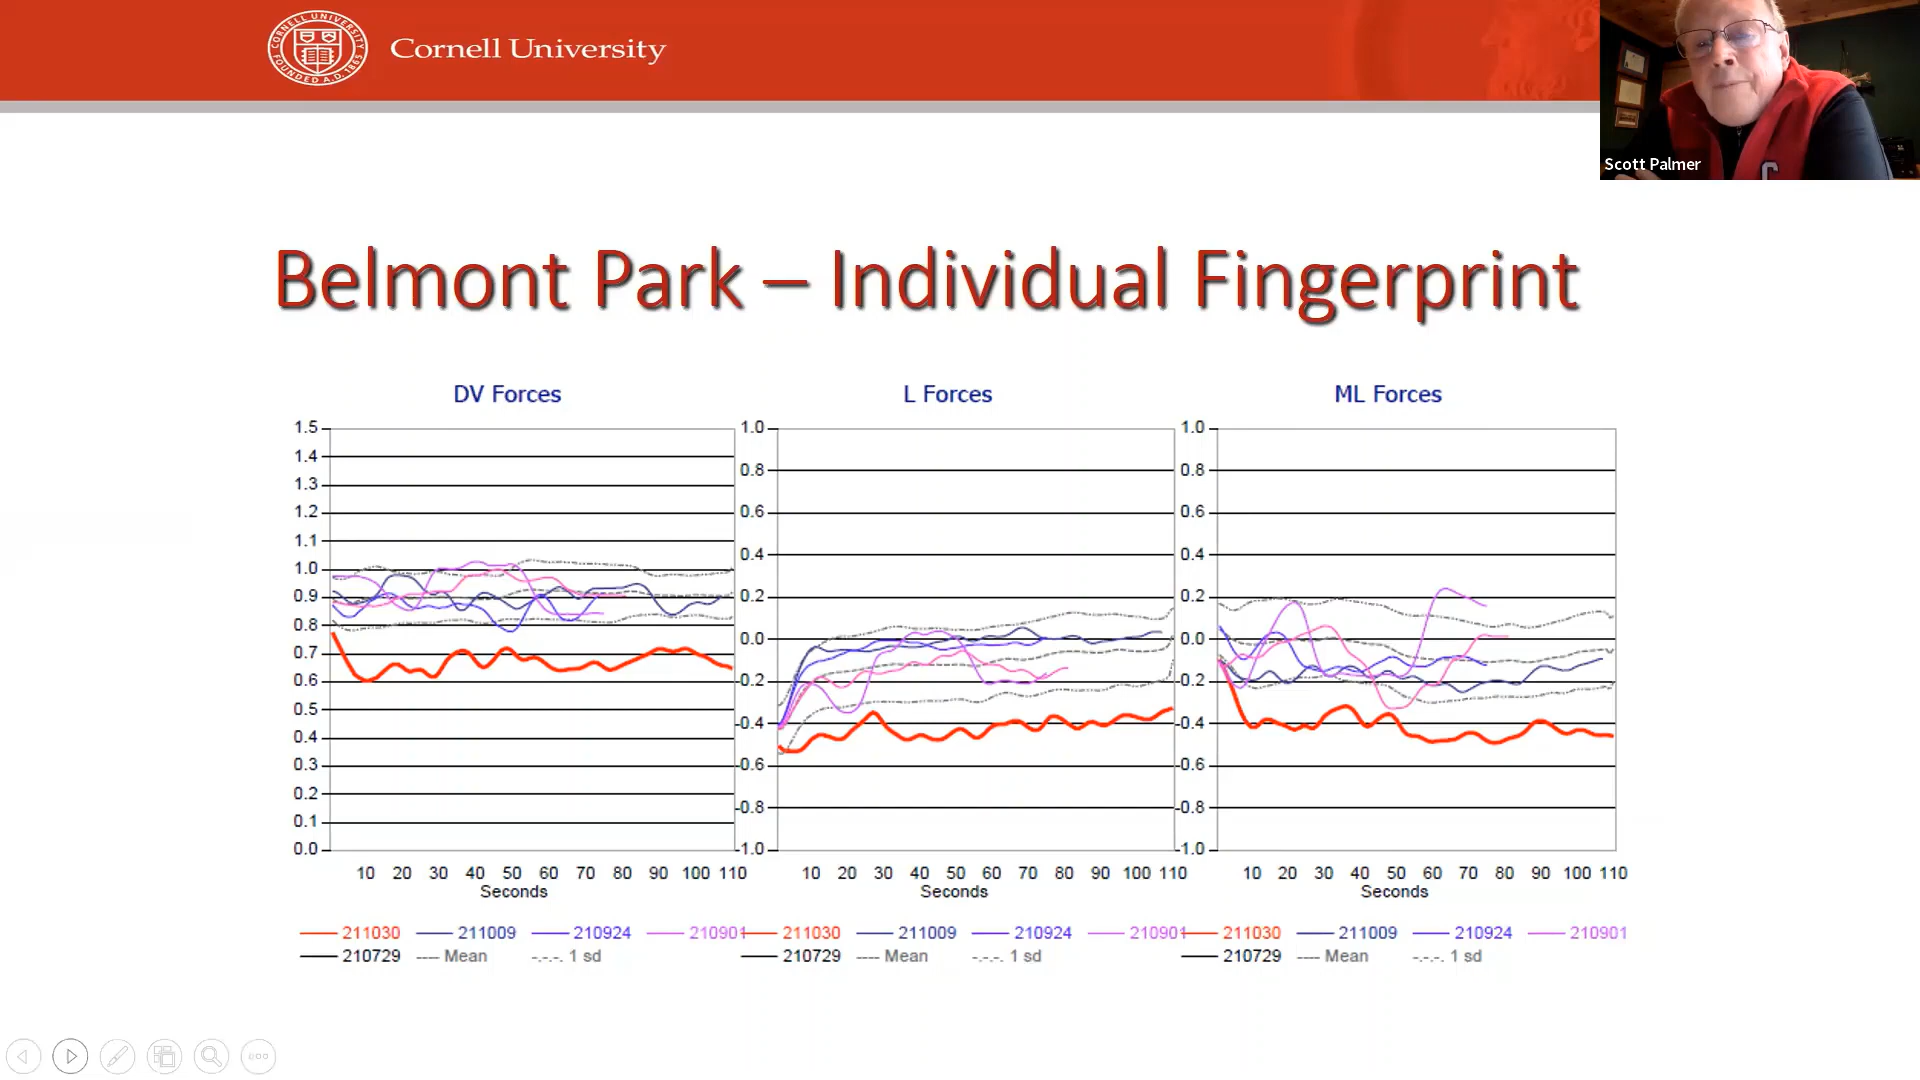 CORNELL UNIVERSITY
FOUNDED A.D. 1865
Cornell University
Scott Palmer
C
Belmont Park – Individual Fingerprint
DV Forces
1.5
1.4
1.3
1.2
1.1
1.0
0.9
0.8
0.7
0.6
0.5
0.4
0.3
0.2
0.1
0.0
10 20 30 40 50 60 70 80 90 100 110
Seconds
211030 211009 210924 210901
210729 ---- Mean -.-.-. 1 sd
L Forces
1.0
0.8
0.6
0.4
0.2
0.0
-0.2
-0.4
-0.6
-0.8
-1.0
10 20 30 40 50 60 70 80 90 100 110
Seconds
211030 211009 210924 210901
210729 ---- Mean -.-.-. 1 sd
ML Forces
1.0
0.8
0.6
0.4
0.2
0.0
-0.2
-0.4
-0.6
-0.8
-1.0
10 20 30 40 50 60 70 80 90 100 110
Seconds
211030 211009 210924 210901
210729 ---- Mean -.-.-. 1 sd